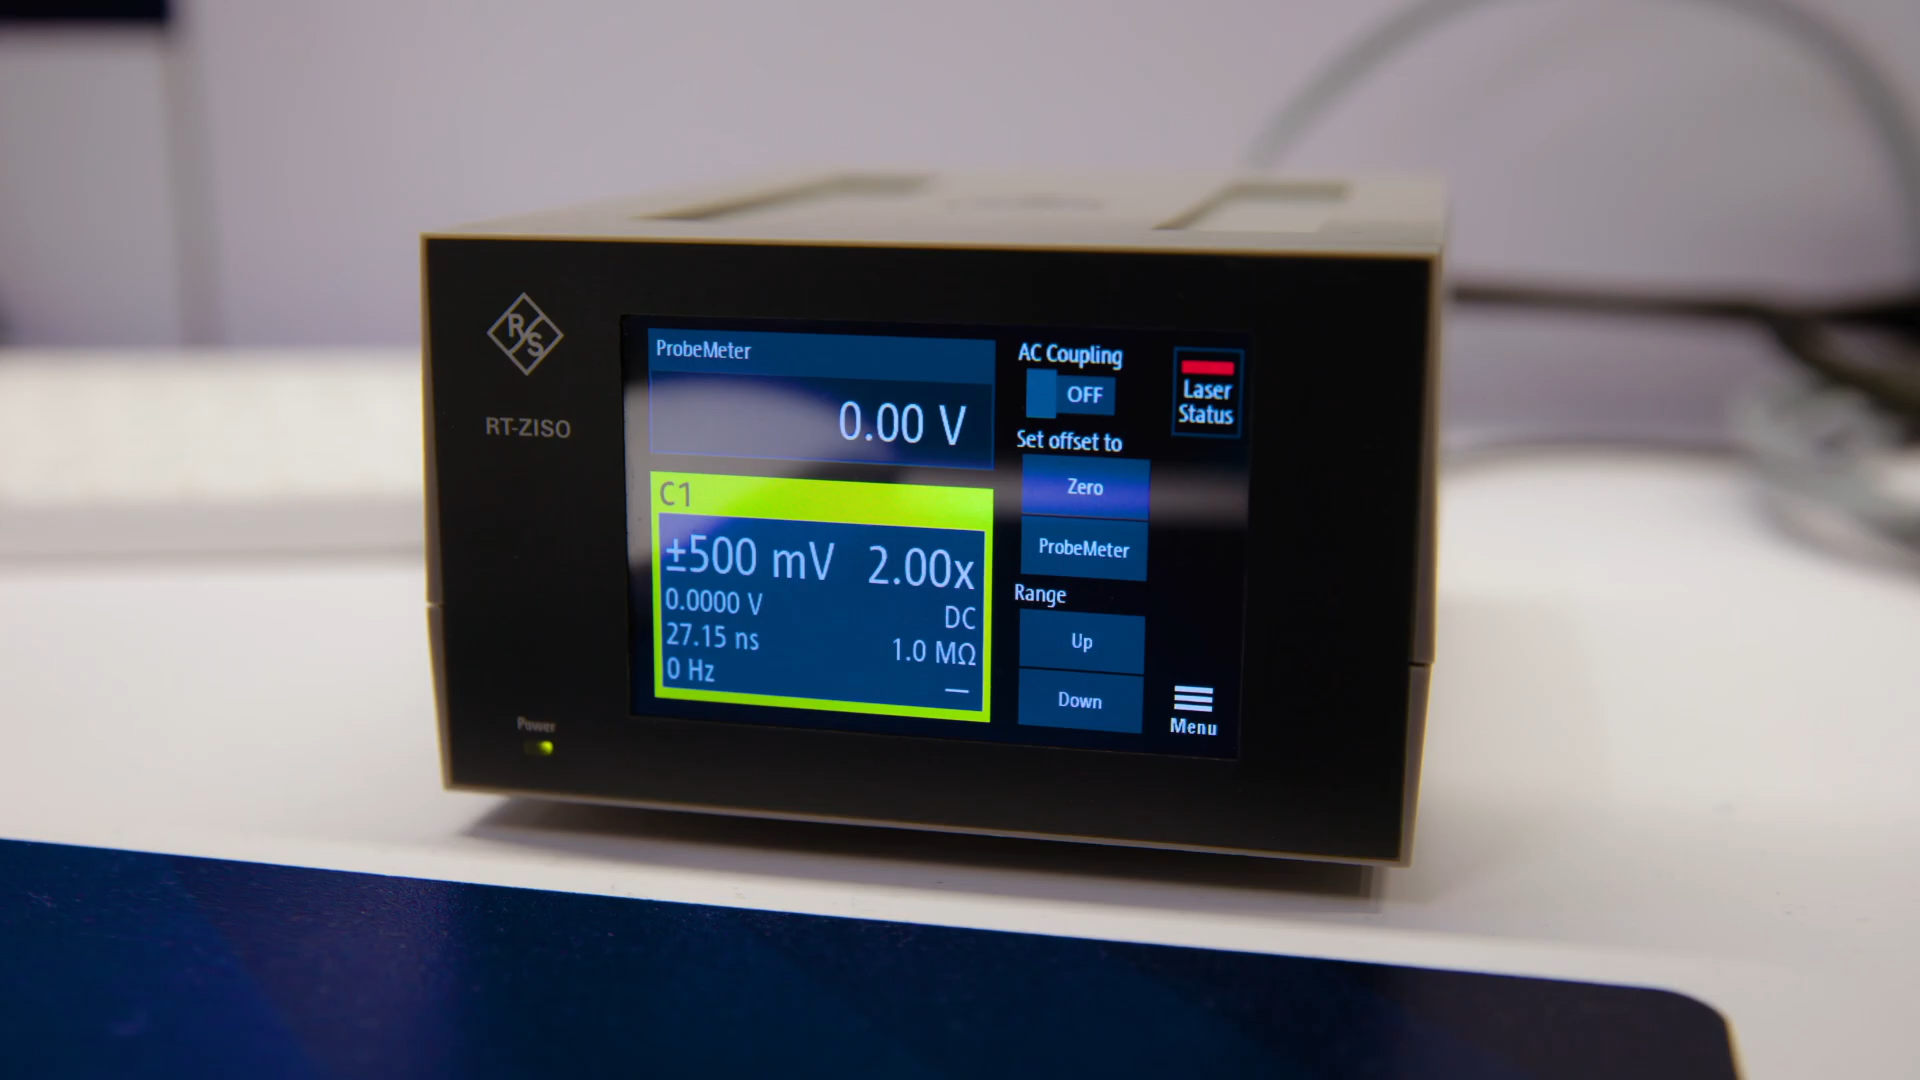 R
S
RT-ZISO
Power
ProbeMeter
0.00 V
C1
±500 mV 2.00x
0.0000 V DC
27.15 ns 1.0 MΩ
0 Hz —
AC Coupling
OFF
Set offset to
Zero
ProbeMeter
Range
Up
Down
Laser
Status
Menu